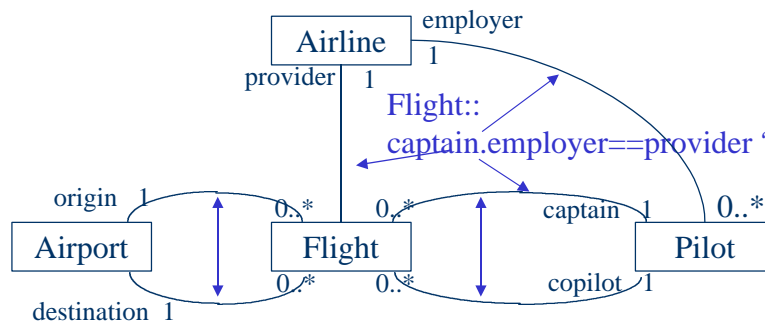 employer
Airline
1
provider 1
Flight::
captain.employer==provider “
origin 1 0..* 0..* captain 1 0..*
Airport Flight Pilot
destination 1 0..* 0..* copilot 1